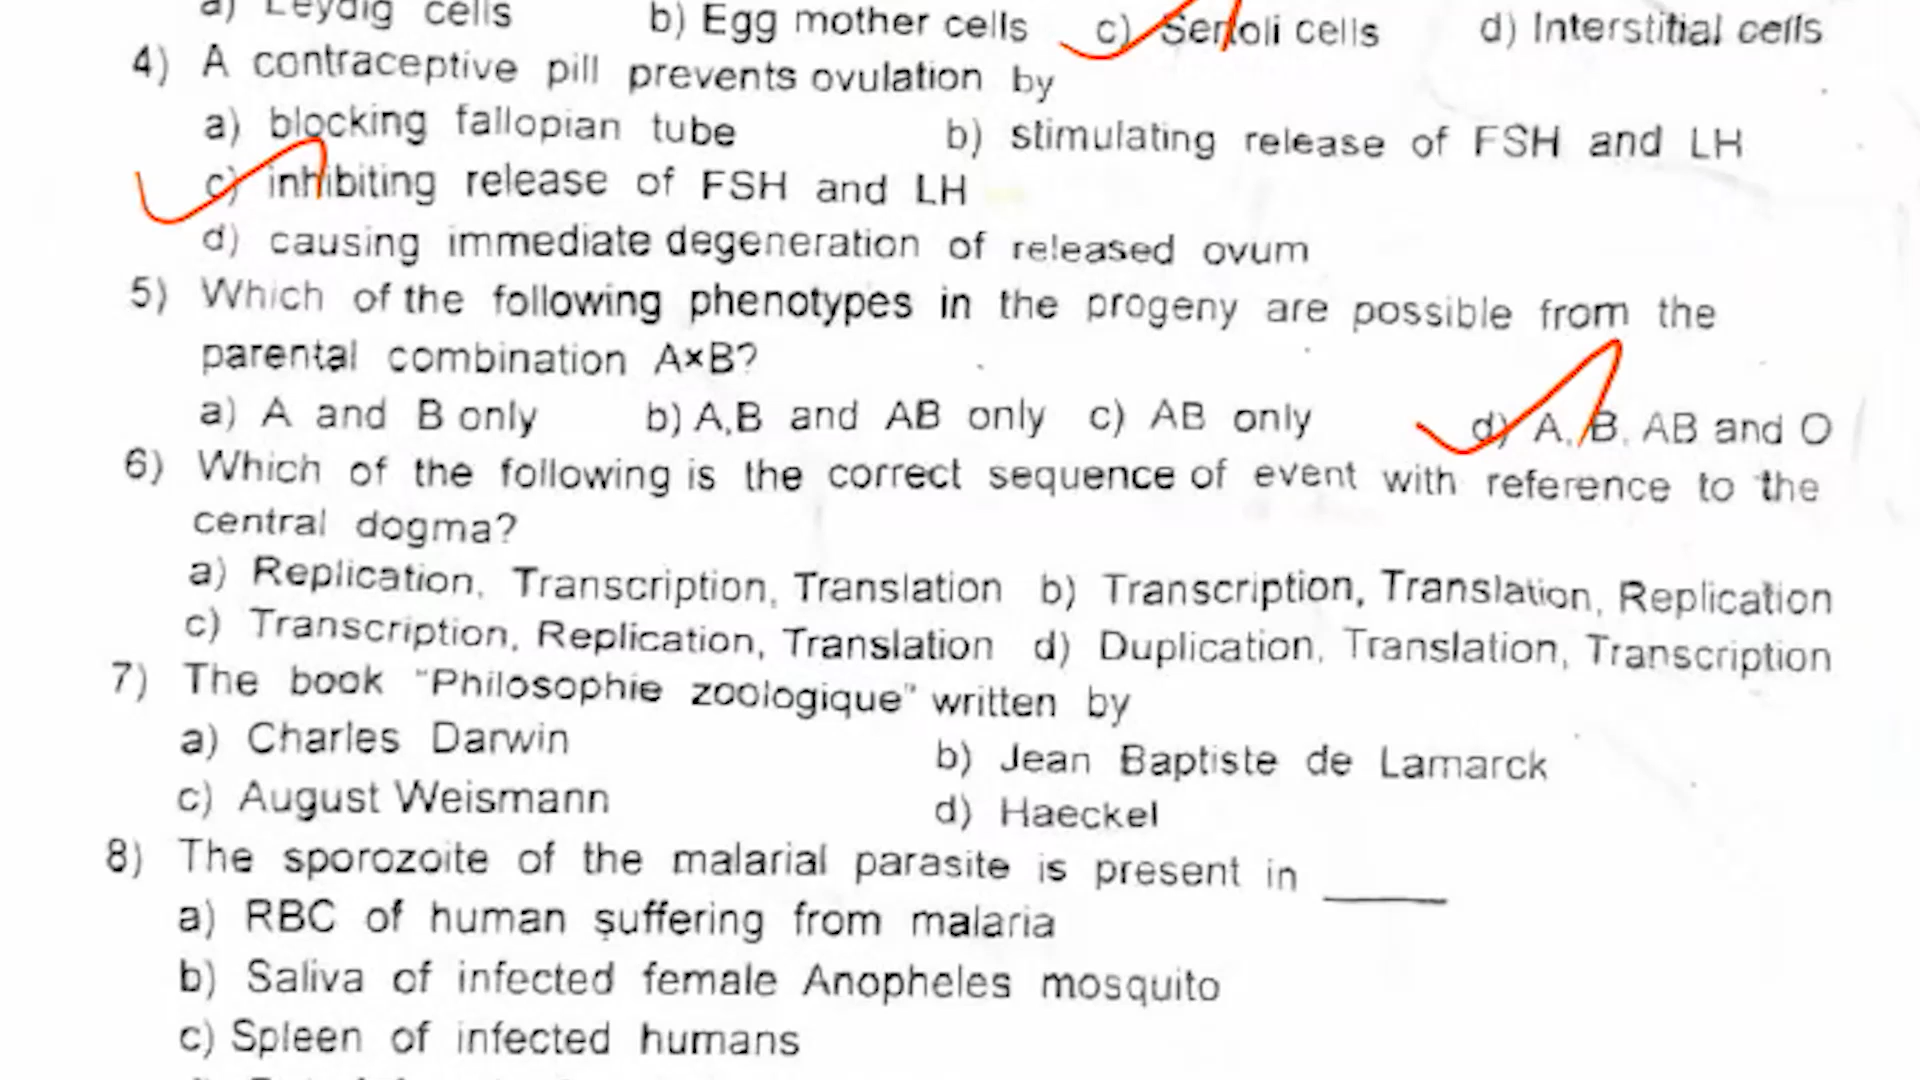 a) Leydig cells b) Egg mother cells c) Sertoli cells d) Interstitial cells
4) A contraceptive pill prevents ovulation by
a) blocking fallopian tube b) stimulating release of FSH and LH
c) inhibiting release of FSH and LH
d) causing immediate degeneration of released ovum
5) Which of the following phenotypes in the progeny are possible from the
parental combination A×B?
a) A and B only b) A,B and AB only c) AB only d) A, B, AB and O
6) Which of the following is the correct sequence of event with reference to the
central dogma?
a) Replication, Transcription, Translation b) Transcription, Translation, Replication
c) Transcription, Replication, Translation d) Duplication, Translation, Transcription
7) The book "Philosophie zoologique" written by
a) Charles Darwin b) Jean Baptiste de Lamarck
c) August Weismann d) Haeckel
8) The sporozoite of the malarial parasite is present in ____
a) RBC of human suffering from malaria
b) Saliva of infected female Anopheles mosquito
c) Spleen of infected humans